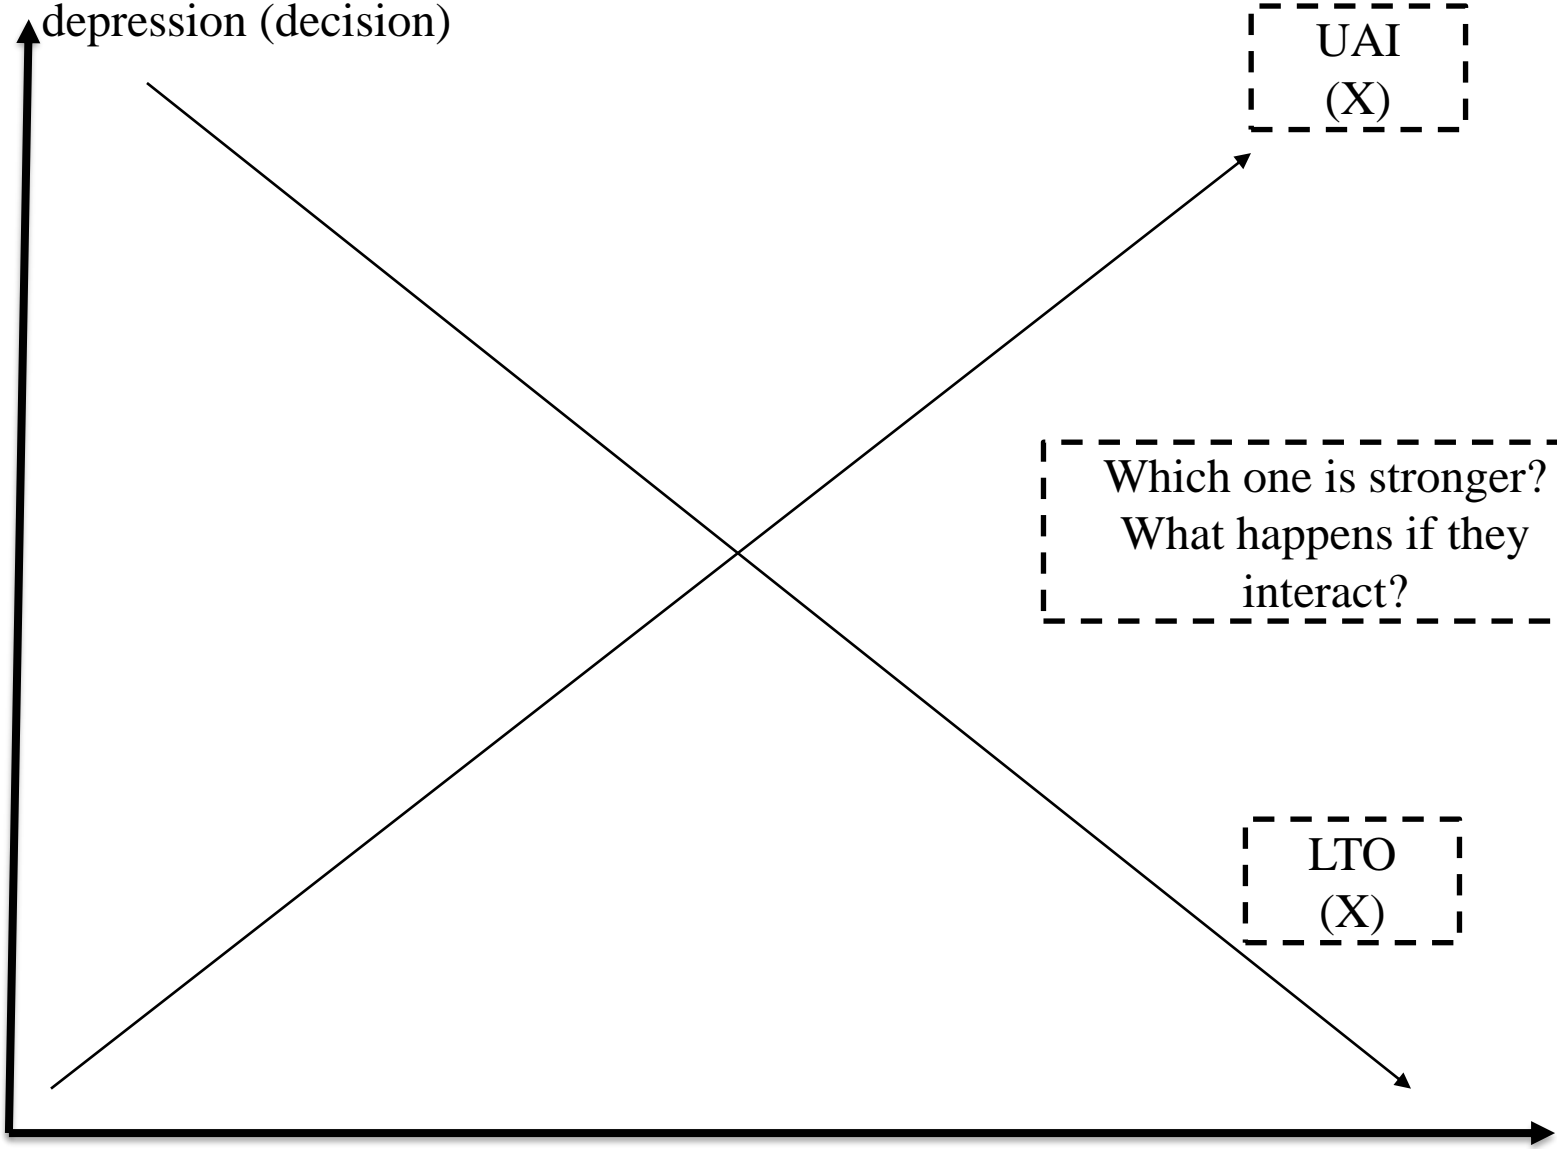 depression (decision)
UAI
(X)
Which one is stronger?
What happens if they
interact?
LTO
(X)